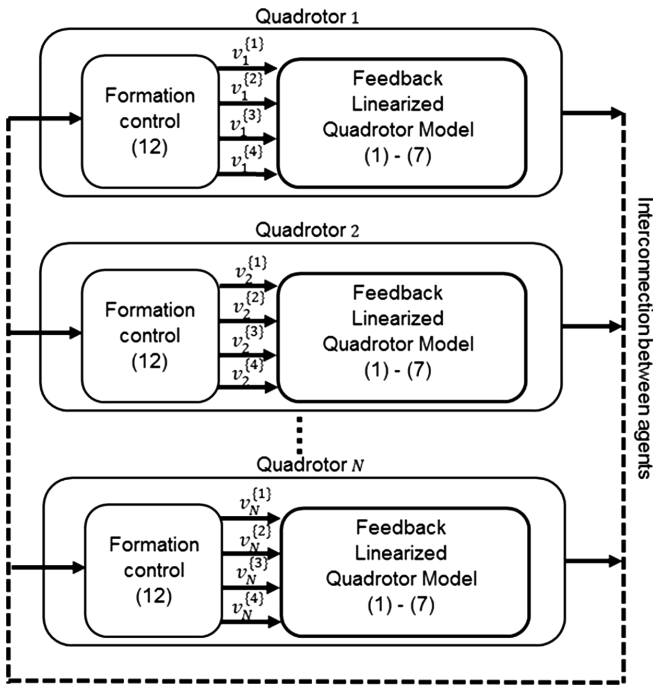 Quadrotor 1
Formation
control
(12)
v_1^{1}
v_1^{2}
v_1^{3}
v_1^{4}
Feedback
Linearized
Quadrotor Model
(1) - (7)
Quadrotor 2
Formation
control
(12)
v_2^{1}
v_2^{2}
v_2^{3}
v_2^{4}
Feedback
Linearized
Quadrotor Model
(1) - (7)
Quadrotor N
Formation
control
(12)
v_N^{1}
v_N^{2}
v_N^{3}
v_N^{4}
Feedback
Linearized
Quadrotor Model
(1) - (7)
Interconnection between agents